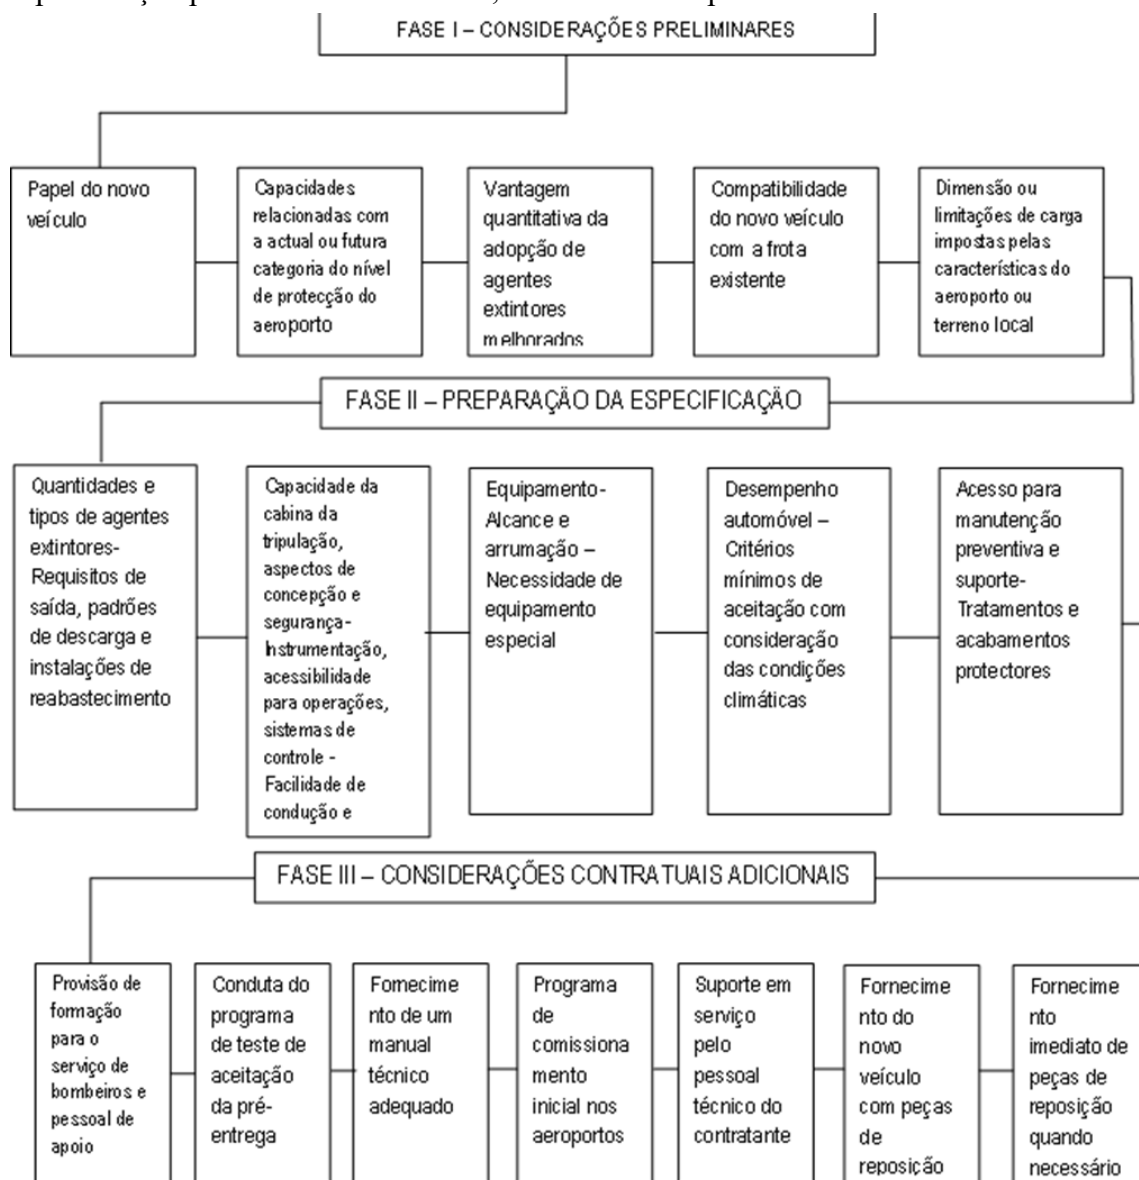 FASE I – CONSIDERAÇÕES PRELIMINARES
Papel do novo
veículo
Capacidades
relacionadas com
a actual ou futura
categoria do nível
de protecção do
aeroporto
Vantagem
quantitativa da
adopção de
agentes
extintores
melhorados
Compatibilidade
do novo veículo
com a frota
existente
Dimensão ou
limitações de carga
impostas pelas
características do
aeroporto ou
terreno local
FASE II – PREPARAÇÃO DA ESPECIFICAÇÃO
Quantidades e
tipos de agentes
extintores-
Requisitos de
saída, padrões
de descarga e
instalações de
reabastecimento
Capacidade da
cabina da
tripulação,
aspectos de
concepção e
segurança-
Instrumentação,
acessibilidade
para operações,
sistemas de
controle -
Facilidade de
condução e
Equipamento-
Alcance e
arrumação –
Necessidade de
equipamento
especial
Desempenho
automóvel –
Critérios
mínimos de
aceitação com
consideração
das condições
climáticas
Acesso para
manutenção
preventiva e
suporte-
Tratamentos e
acabamentos
protectores
FASE III – CONSIDERAÇÕES CONTRATUAIS ADICIONAIS
Provisão de
formação
para o
serviço de
bombeiros e
pessoal de
apoio
Conduta do
programa
de teste de
aceitação
da pré-
entrega
Fornecime
nto de um
manual
técnico
adequado
Programa
de
comissiona
mento
inicial nos
aeroportos
Suporte em
serviço
pelo
pessoal
técnico do
contratante
Fornecime
nto do
novo
veículo
com peças
de
reposição
Fornecime
nto
imediato de
peças de
reposição
quando
necessário